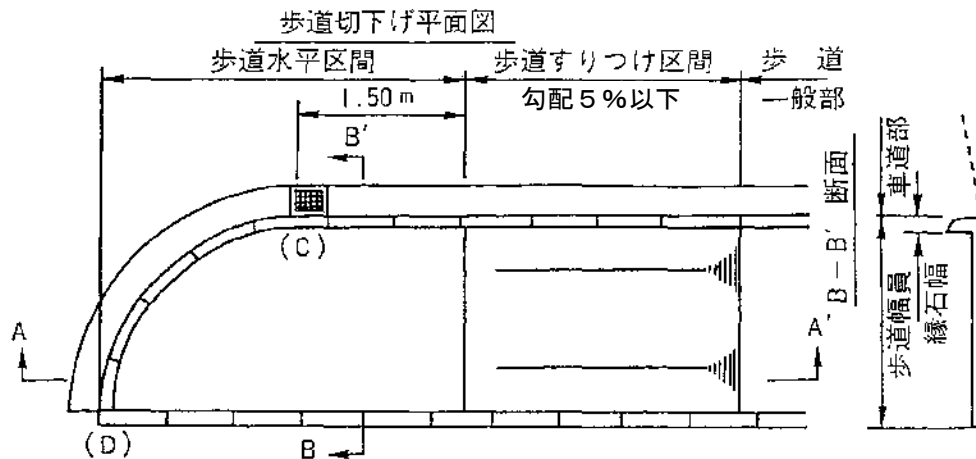 歩道切下げ平面図
歩道水平区間
歩道すりつけ区間
歩道
1.50m
勾配5%以下
一般部
B'
B－B'断面
車道部
(C)
A
A'
歩道幅員
縁石幅
(D)
B